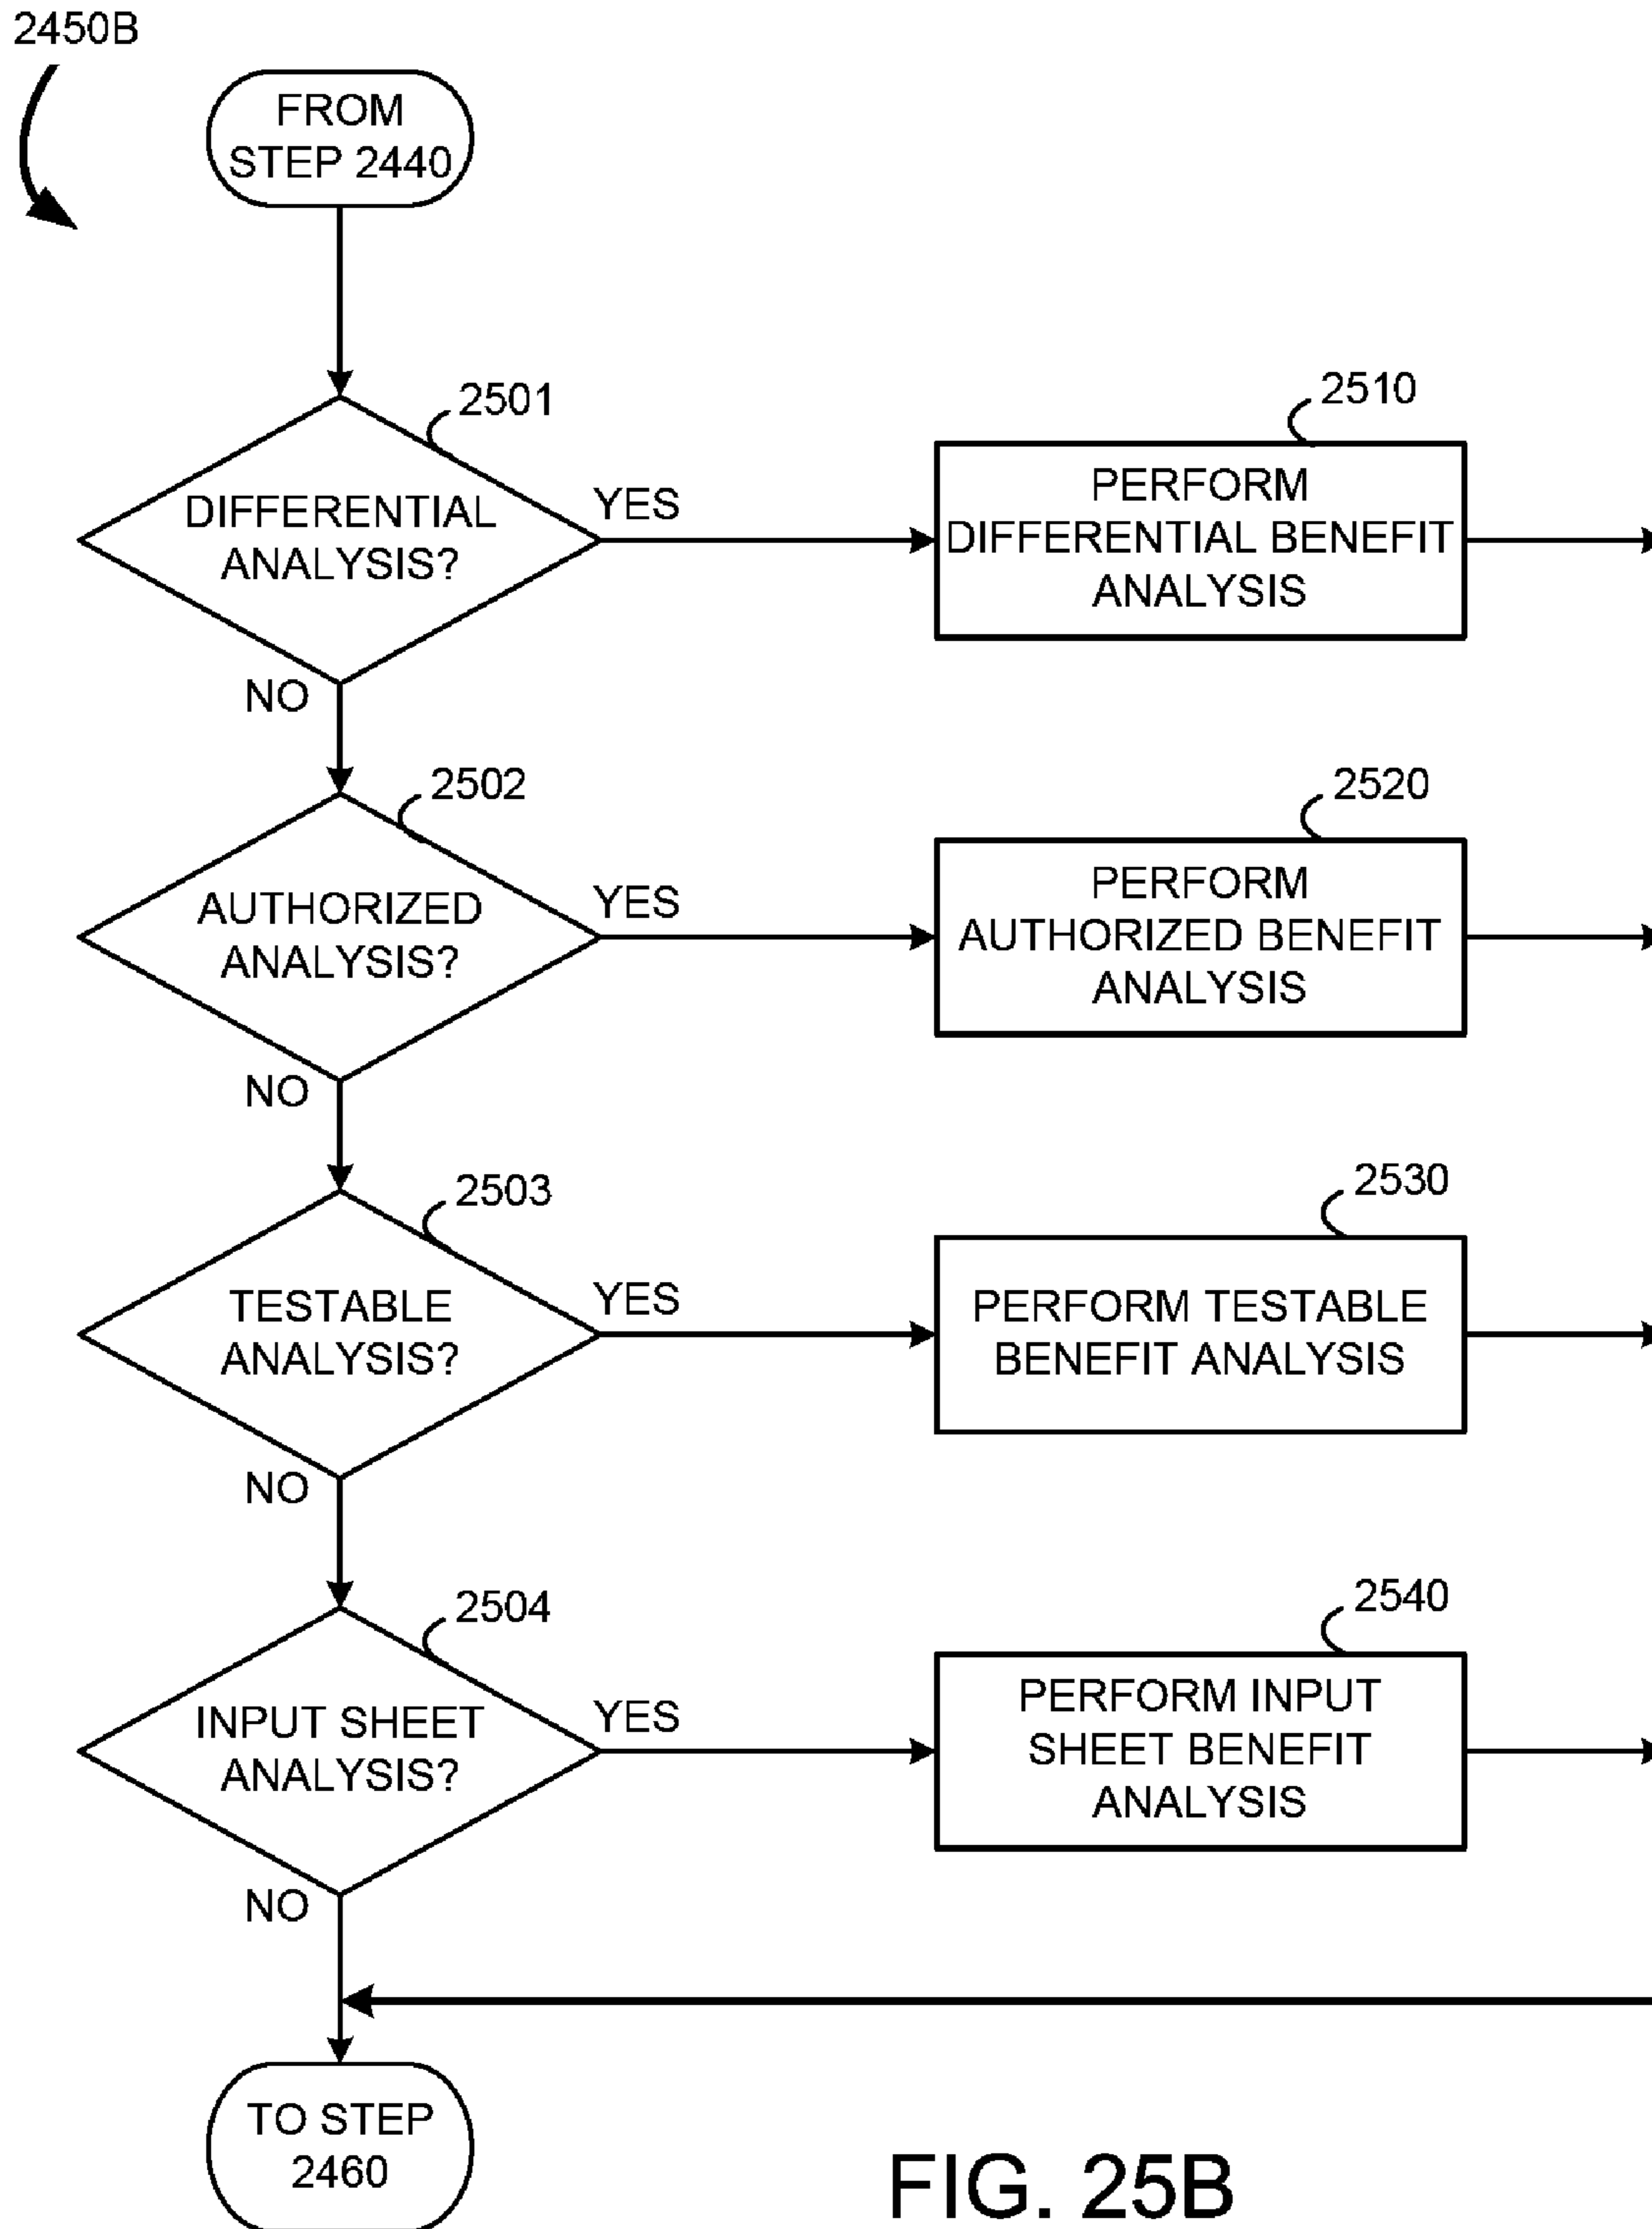 2450B
FROM
STEP 2440
2501
DIFFERENTIAL
ANALYSIS?
YES
NO
2510
PERFORM
DIFFERENTIAL BENEFIT
ANALYSIS
2502
AUTHORIZED
ANALYSIS?
YES
NO
2520
PERFORM
AUTHORIZED BENEFIT
ANALYSIS
2503
TESTABLE
ANALYSIS?
YES
NO
2530
PERFORM TESTABLE
BENEFIT ANALYSIS
2504
INPUT SHEET
ANALYSIS?
YES
NO
2540
PERFORM INPUT
SHEET BENEFIT
ANALYSIS
TO STEP
2460
FIG. 25B